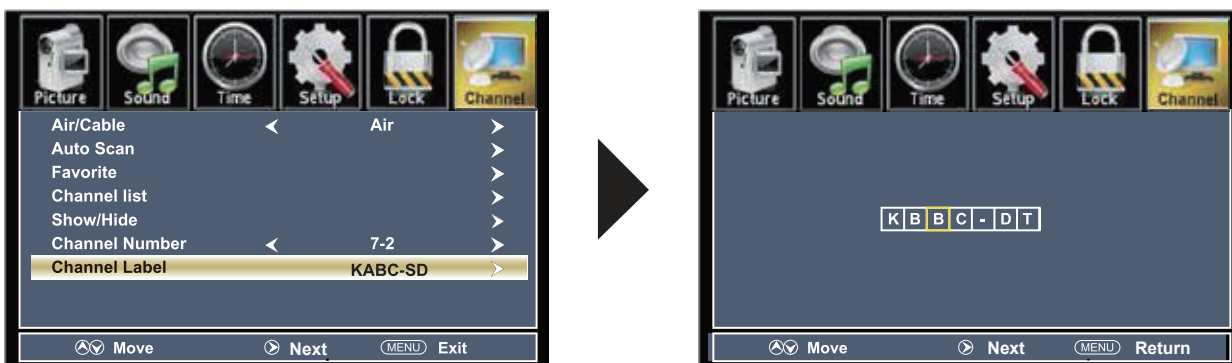 Picture Sound Time Setup Lock Channel
Air/Cable Air
Auto Scan
Favorite
Channel list
Show/Hide
Channel Number 7-2
Channel Label KABC-SD
Move Next MENU Exit
Picture Sound Time Setup Lock Channel
KBBC-DT
Move Next MENU Return